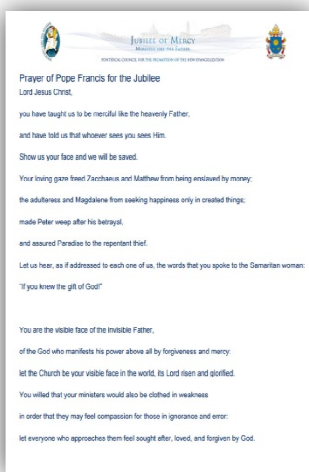 JUBILEE OF MERCY
MERCIFUL LIKE THE FATHER
PONTIFICAL COUNCIL FOR THE PROMOTION OF THE NEW EVANGELIZATION
Prayer of Pope Francis for the Jubilee
Lord Jesus Christ,
you have taught us to be merciful like the heavenly Father,
and have told us that whoever sees you sees Him.
Show us your face and we will be saved.
Your loving gaze freed Zacchaeus and Matthew from being enslaved by money;
the adulteress and Magdalene from seeking happiness only in created things;
made Peter weep after his betrayal,
and assured Paradise to the repentant thief.
Let us hear, as if addressed to each one of us, the words that you spoke to the Samaritan woman:
"If you knew the gift of God!"
You are the visible face of the invisible Father,
of the God who manifests his power above all by forgiveness and mercy:
let the Church be your visible face in the world, its Lord risen and glorified.
You willed that your ministers would also be clothed in weakness
in order that they may feel compassion for those in ignorance and error:
let everyone who approaches them feel sought after, loved, and forgiven by God.